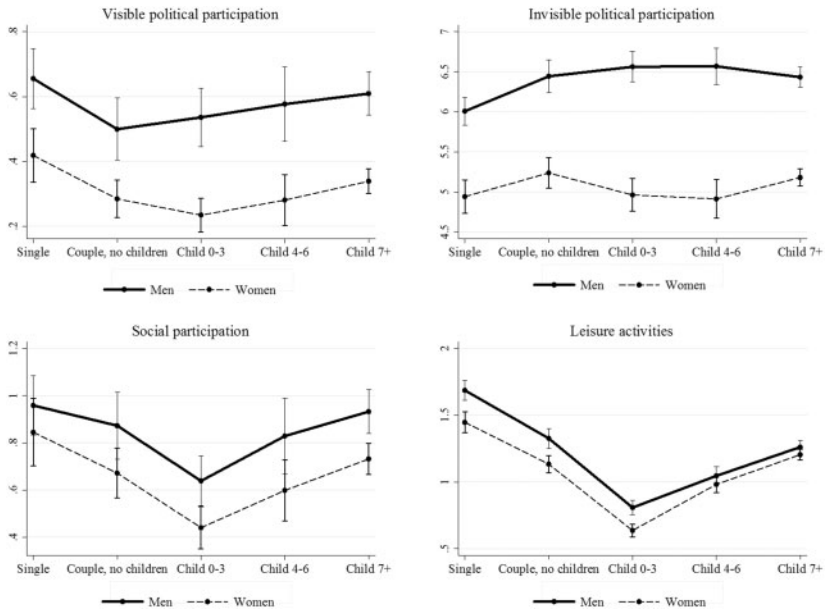 Visible political participation
.8
.6
.4
.2
Single Couple, no children Child 0-3 Child 4-6 Child 7+
Men Women
Invisible political participation
7
6.5
6
5.5
5
4.5
Single Couple, no children Child 0-3 Child 4-6 Child 7+
Men Women
Social participation
1.2
1
.8
.6
.4
Single Couple, no children Child 0-3 Child 4-6 Child 7+
Men Women
Leisure activities
2
1.5
1
.5
Single Couple, no children Child 0-3 Child 4-6 Child 7+
Men Women